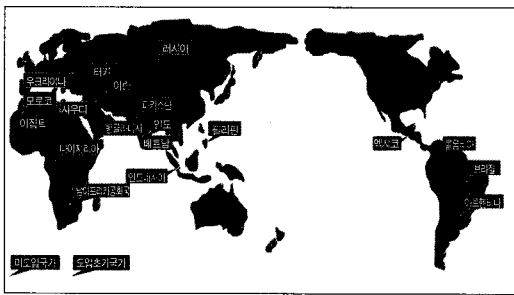 러시아
우크라이나
터키
이란
모로코
사우디
파키스탄
이집트
방글라데시
인도
필리핀
나이지리아
베트남
멕시코
콜롬비아
브라질
인도네시아
남아프리카공화국
아르헨티나
미도입국가
도입초기국가